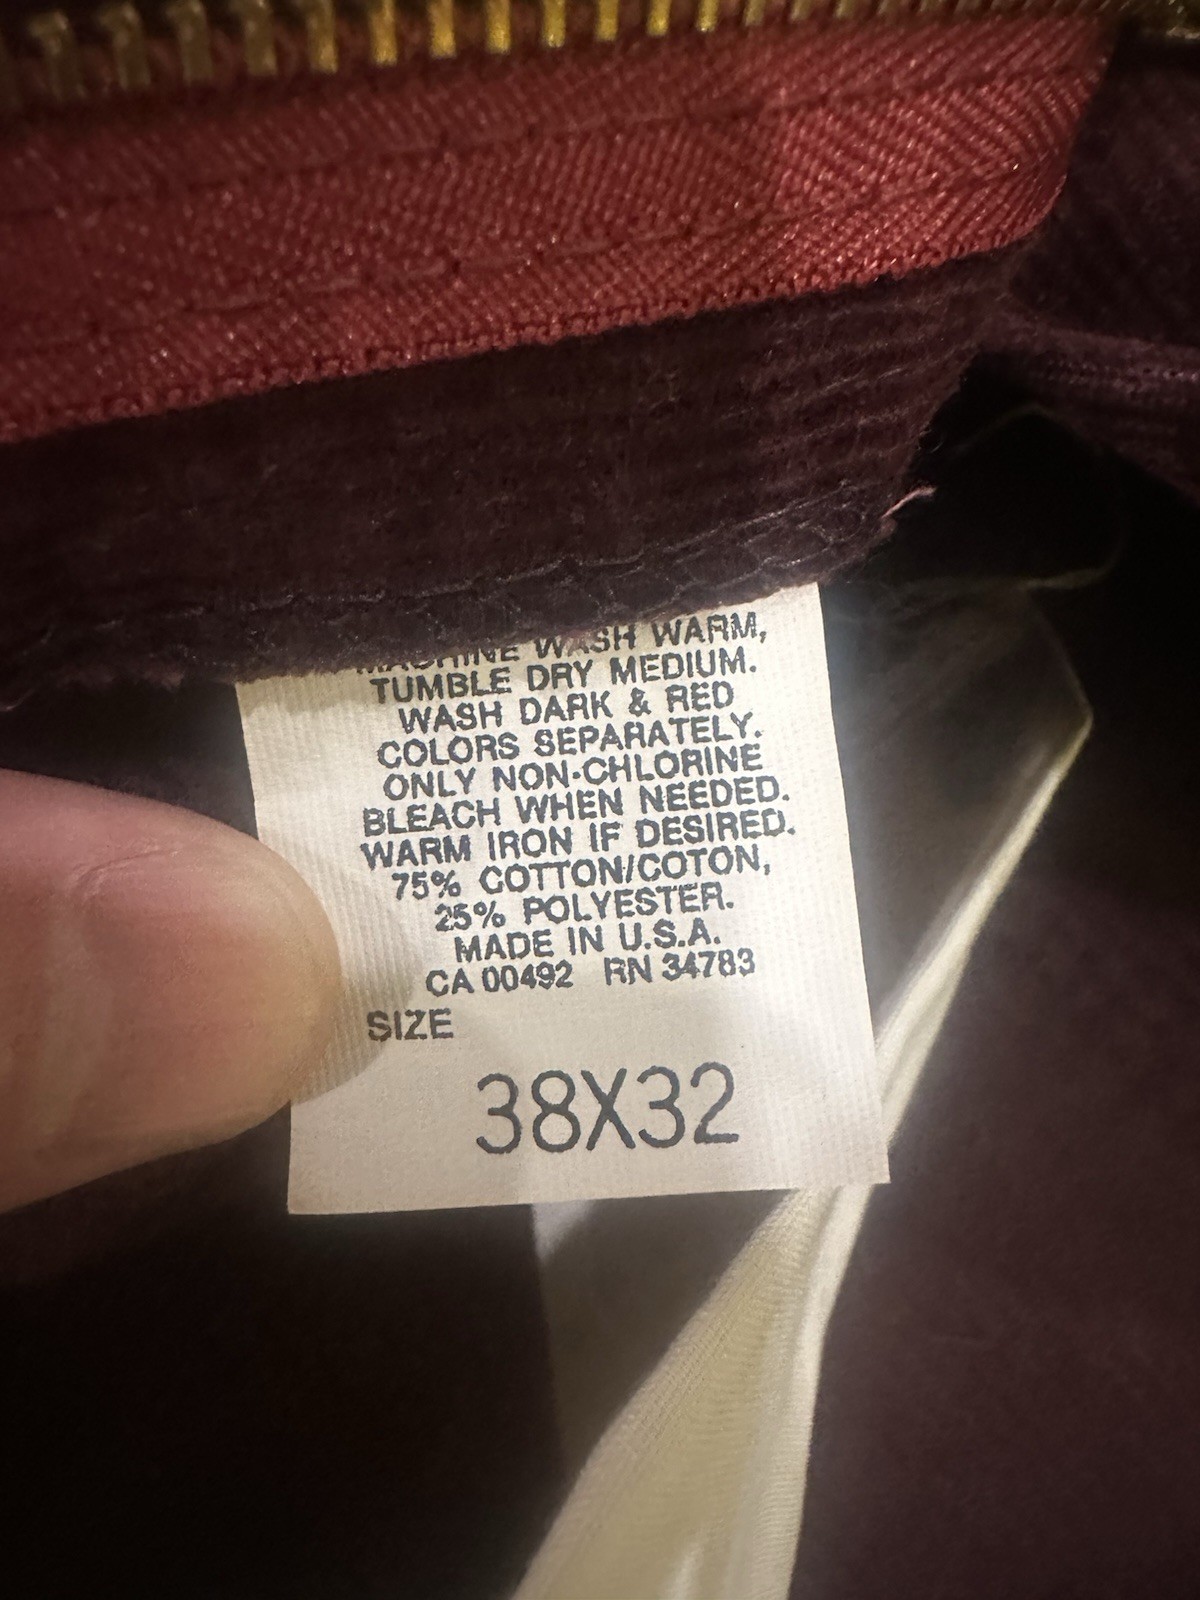 MACHINE WASH WARM,
TUMBLE DRY MEDIUM.
WASH DARK & RED
COLORS SEPARATELY.
ONLY NON-CHLORINE
BLEACH WHEN NEEDED.
WARM IRON IF DESIRED.
75% COTTON/COTON,
25% POLYESTER.
MADE IN U.S.A.
CA 00492 RN 34783
SIZE
38X32